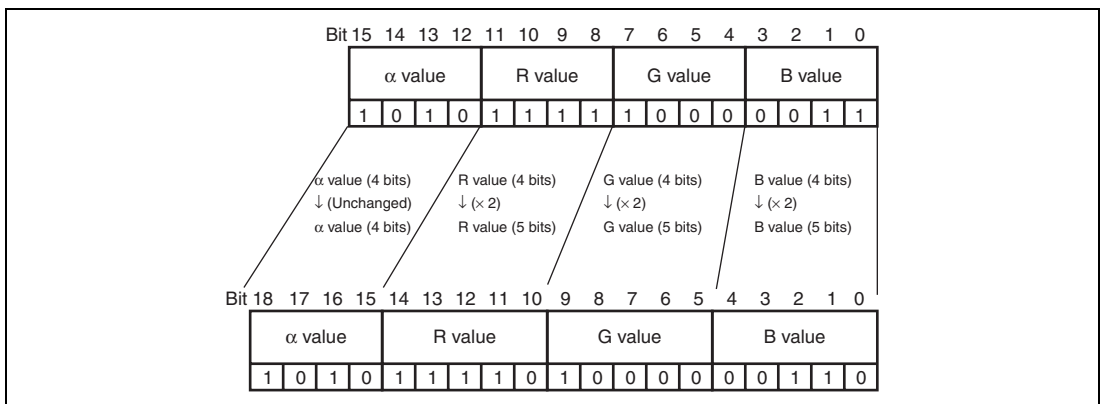 Bit 15 14 13 12 11 10 9 8 7 6 5 4 3 2 1 0
α value R value G value B value
1 0 1 0 1 1 1 1 1 0 0 0 0 0 1 1
α value (4 bits) R value (4 bits) G value (4 bits) B value (4 bits)
↓ (Unchanged) ↓ (× 2) ↓ (× 2) ↓ (× 2)
α value (4 bits) R value (5 bits) G value (5 bits) B value (5 bits)
Bit 18 17 16 15 14 13 12 11 10 9 8 7 6 5 4 3 2 1 0
α value R value G value B value
1 0 1 0 1 1 1 1 0 1 0 0 0 0 0 0 1 1 0